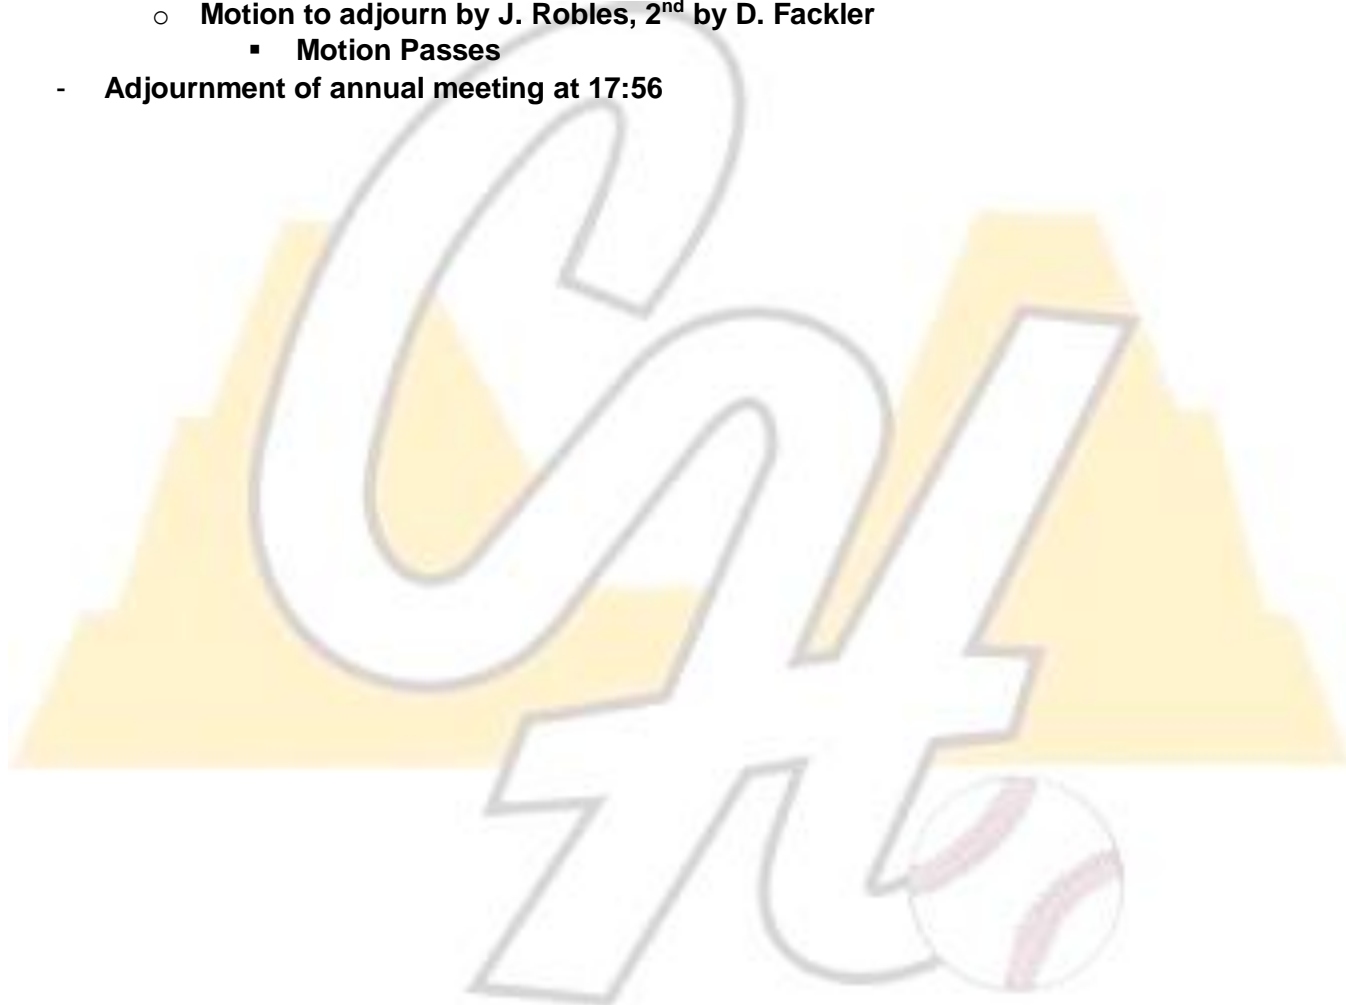 o Motion to adjourn by J. Robles, 2nd by D. Fackler
▪ Motion Passes
- Adjournment of annual meeting at 17:56